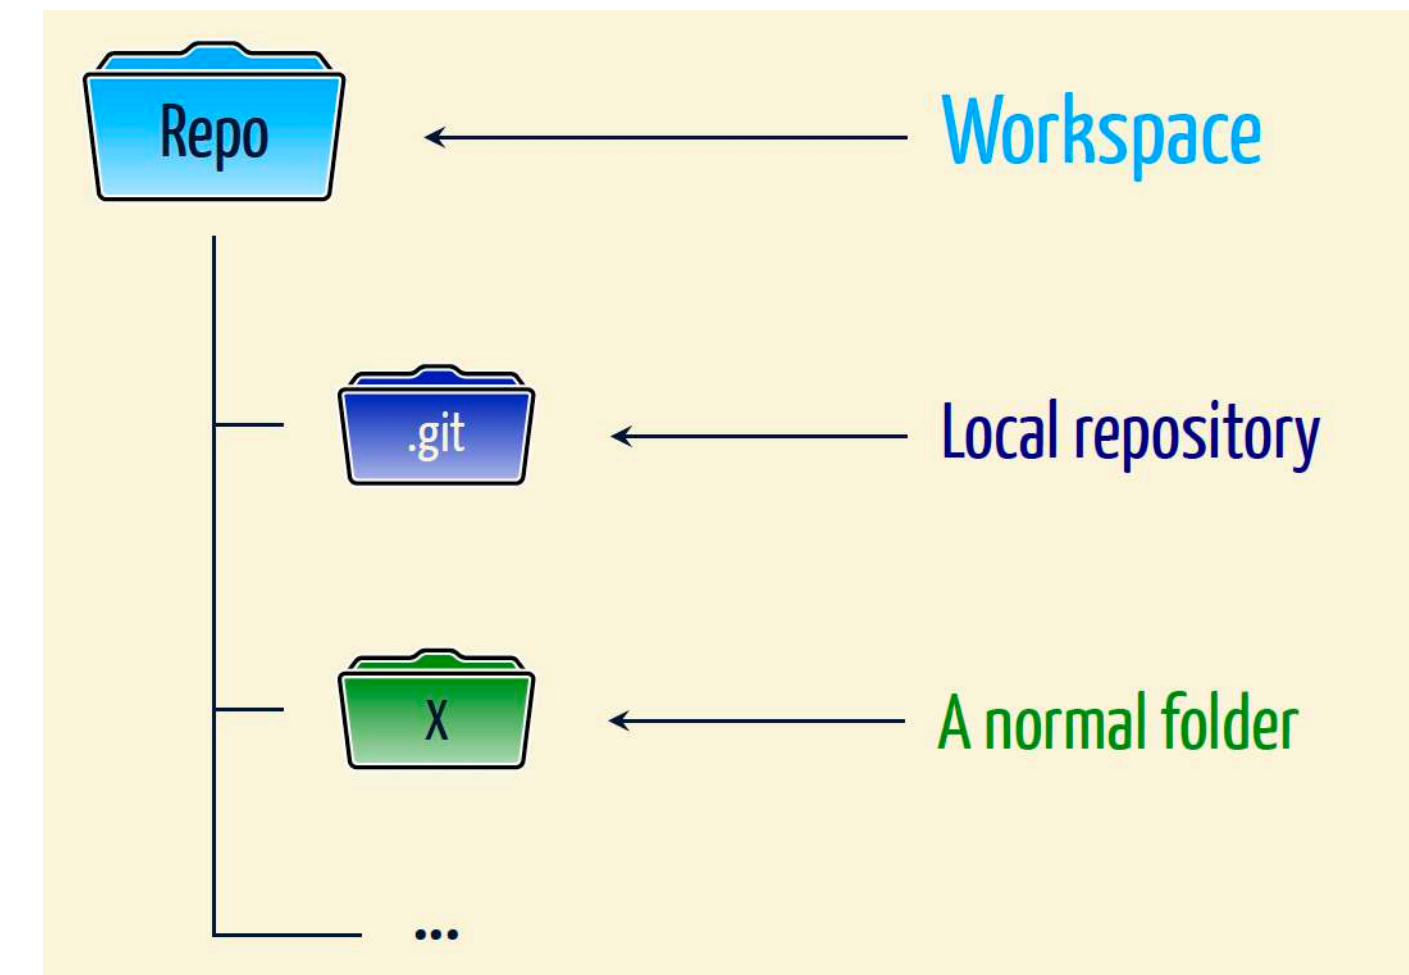 Repo
Workspace
.git
Local repository
X
A normal folder
...